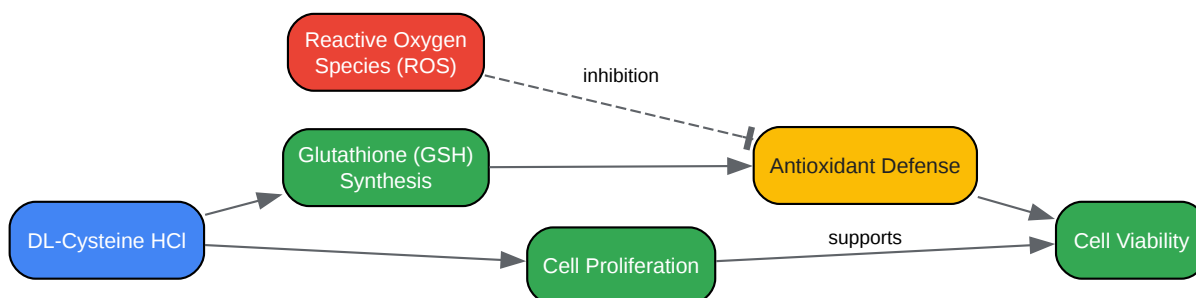 Reactive Oxygen
Species (ROS)
inhibition
Glutathione (GSH)
Synthesis
Antioxidant Defense
DL-Cysteine HCl
Cell Proliferation
supports
Cell Viability